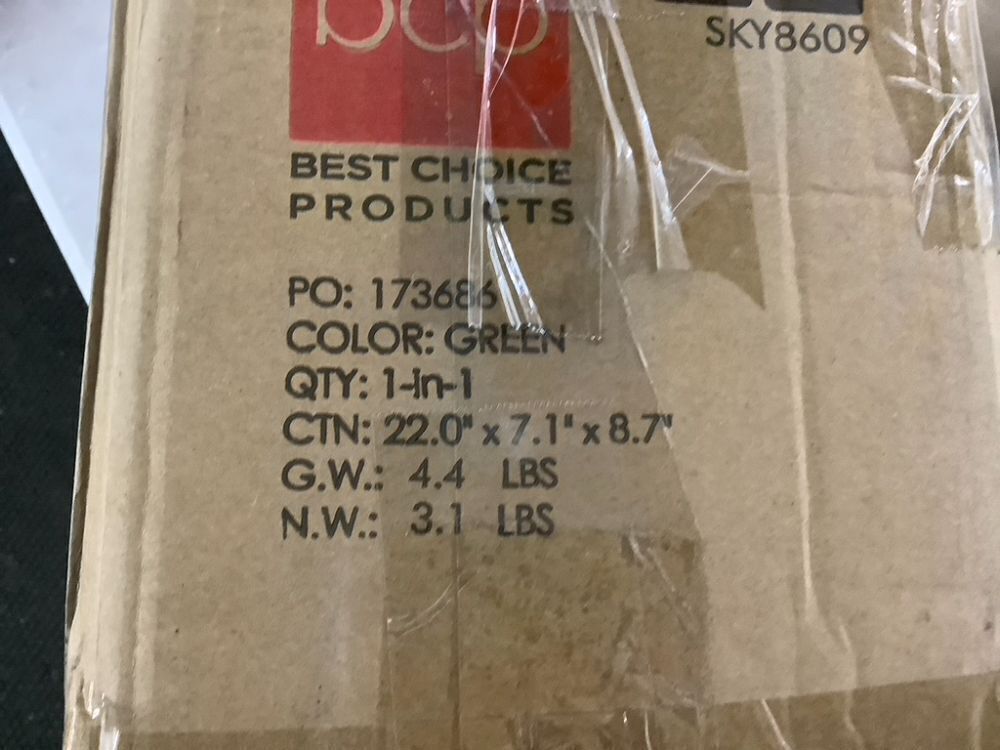 bcp
SKY8609
BEST CHOICE
PRODUCTS
PO: 173686
COLOR: GREEN
QTY: 1-in-1
CTN: 22.0" x 7.1" x 8.7"
G.W.: 4.4 LBS
N.W.: 3.1 LBS